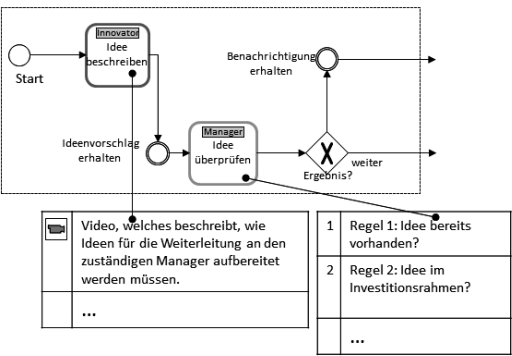 Innovator
Idee
beschreiben
Start
Benachrichtigung
erhalten
Ideenvorschlag
erhalten
Manager
Idee
überprüfen
X
weiter
Ergebnis?
Video, welches beschreibt, wie
Ideen für die Weiterleitung an den
zuständigen Manager aufbereitet
werden müssen.
...
1 Regel 1: Idee bereits
vorhanden?
2 Regel 2: Idee im
Investitionsrahmen?
...